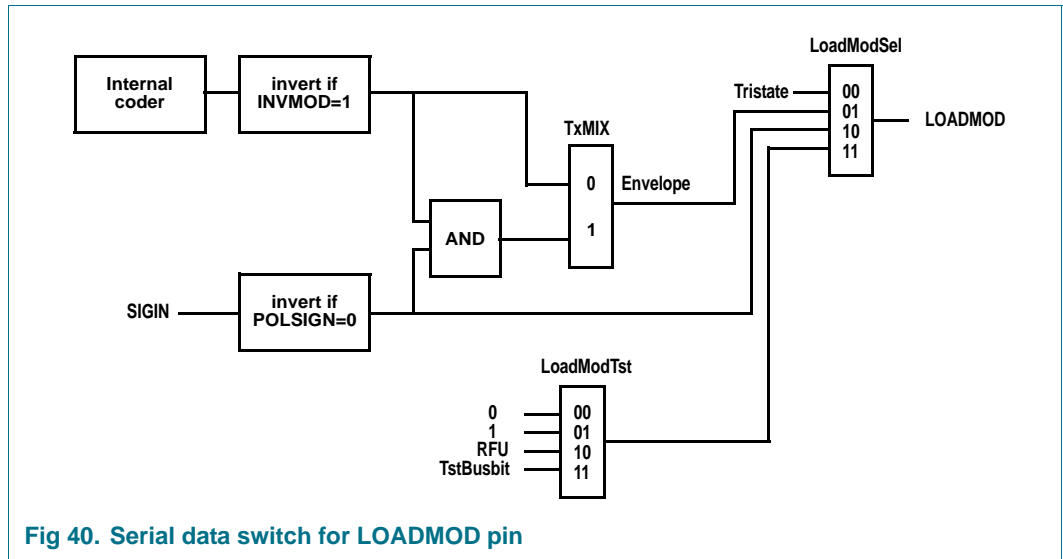 LoadModSel
Internal
coder
invert if
INVMOD=1
Tristate
00
01
10
11
LOADMOD
TxMIX
0
1
Envelope
AND
SIGIN
invert if
POLSIGN=0
LoadModTst
0
1
RFU
TstBusbit
00
01
10
11
Fig 40. Serial data switch for LOADMOD pin